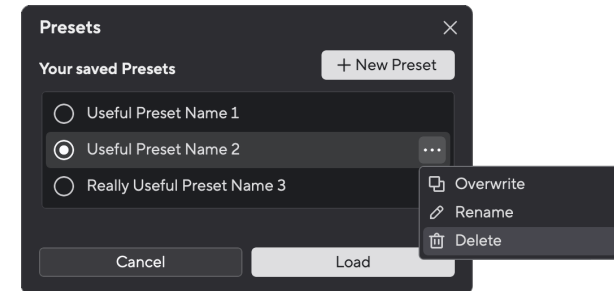 Presets
Your saved Presets
+ New Preset
Useful Preset Name 1
Useful Preset Name 2
Really Useful Preset Name 3
Overwrite
Rename
Delete
Cancel
Load